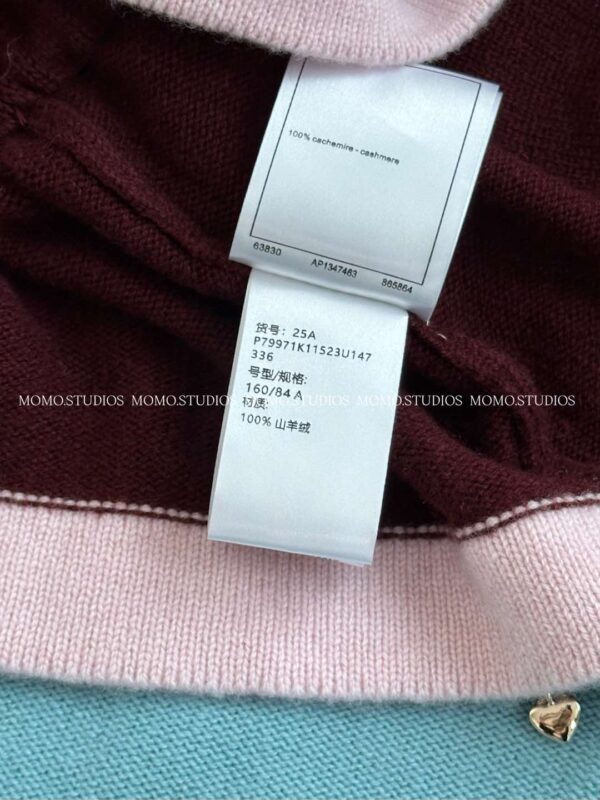 100% cachemire - cashmere
63830 AP1347463 865864
货号: 25A
P79971K11523U147
336
号型/规格:
160/84 A
MOMO.STUDIOS MOMO.STUDIOS MOMO.STUDIOS MOMO.STUDIOS MOMO.STUDIOS
材质:
100% 山羊绒